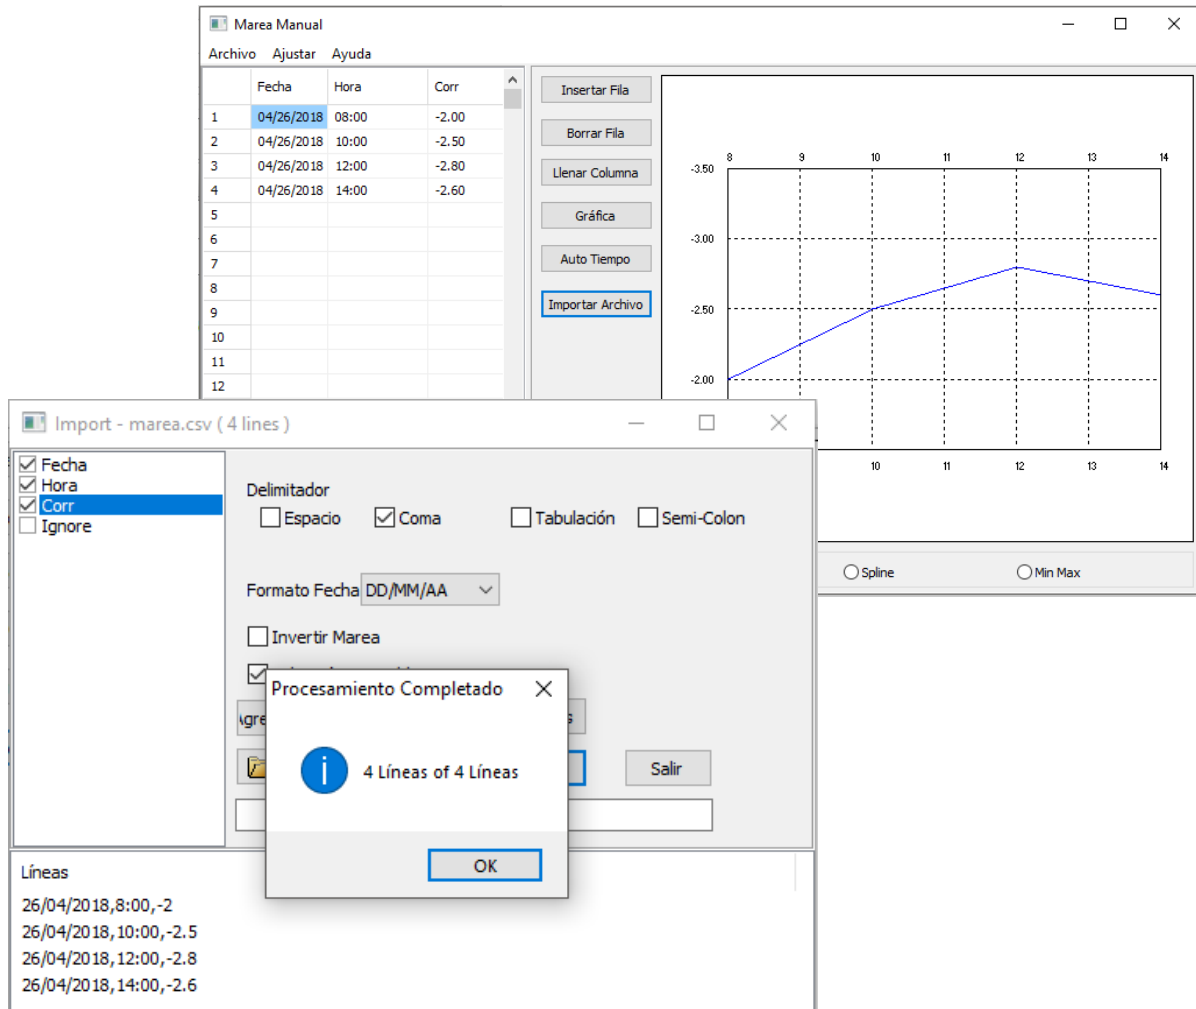 Marea Manual
Archivo Ajustar Ayuda
Fecha Hora Corr
1 04/26/2018 08:00 -2.00
2 04/26/2018 10:00 -2.50
3 04/26/2018 12:00 -2.80
4 04/26/2018 14:00 -2.60
5
6
7
8
9
10
11
12
Insertar Fila
Borrar Fila
Llenar Columna
Gráfica
Auto Tiempo
Importar Archivo
8 9 10 11 12 13 14
-3.50
-3.00
-2.50
-2.00
10 11 12 13 14
Spline Min Max
Import - marea.csv ( 4 lines )
Fecha
Hora
Corr
Ignore
Delimitador
Espacio Coma Tabulación Semi-Colon
Formato Fecha DD/MM/AA
Invertir Marea
Procesamiento Completado
4 Líneas of 4 Líneas
OK
Salir
Líneas
26/04/2018,8:00,-2
26/04/2018,10:00,-2.5
26/04/2018,12:00,-2.8
26/04/2018,14:00,-2.6